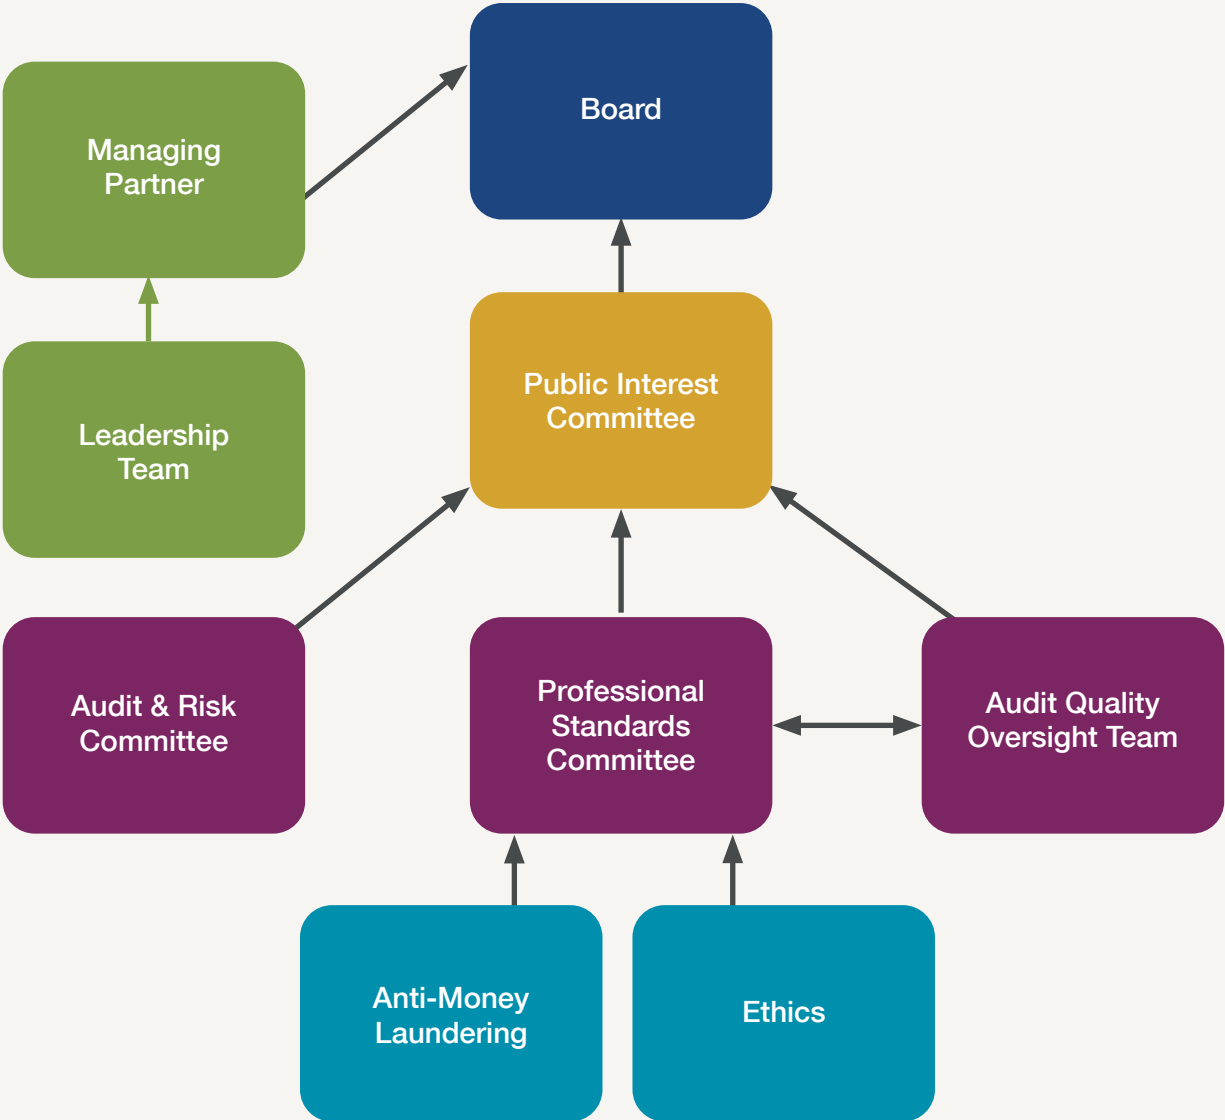 Board
Managing
Partner
Public Interest
Committee
Leadership
Team
Audit & Risk
Committee
Professional
Standards
Committee
Audit Quality
Oversight Team
Anti-Money
Laundering
Ethics